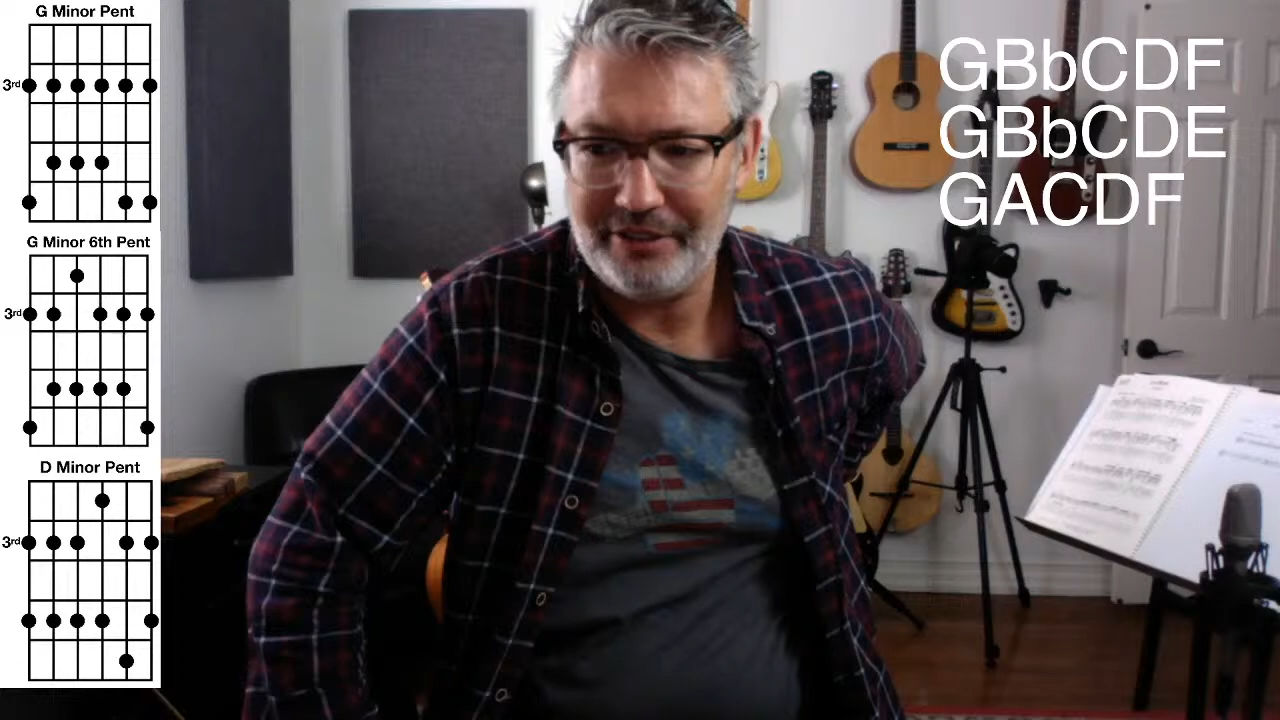 G Minor Pent
3rd
G Minor 6th Pent
3rd
D Minor Pent
3rd
GBbCDF
GBbCDE
GACDF